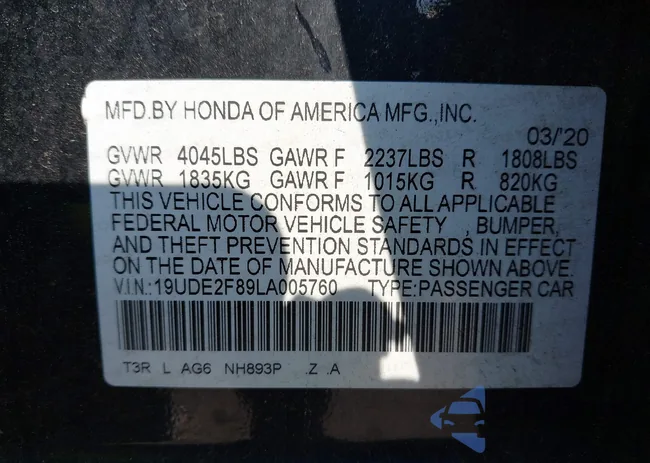 MFD.BY HONDA OF AMERICA MFG.,INC.
03/'20
GVWR 4045LBS GAWR F 2237LBS R 1808LBS
GVWR 1835KG GAWR F 1015KG R 820KG
THIS VEHICLE CONFORMS TO ALL APPLICABLE
FEDERAL MOTOR VEHICLE SAFETY , BUMPER,
AND THEFT PREVENTION STANDARDS IN EFFECT
ON THE DATE OF MANUFACTURE SHOWN ABOVE.
V.I.N.:19UDE2F89LA005760 TYPE:PASSENGER CAR
T3R L AG6 NH893P .Z .A